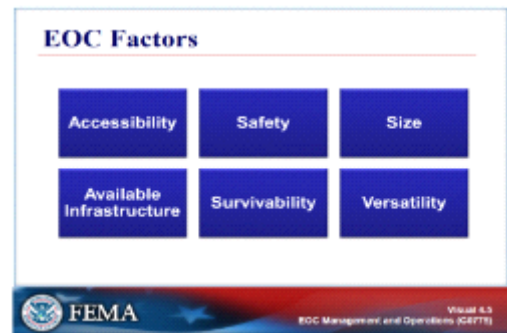 EOC Factors
Accessibility
Safety
Size
Available
Infrastructure
Survivability
Versatility
FEMA
Visual 4.5
EOC Management and Operations (G0775)